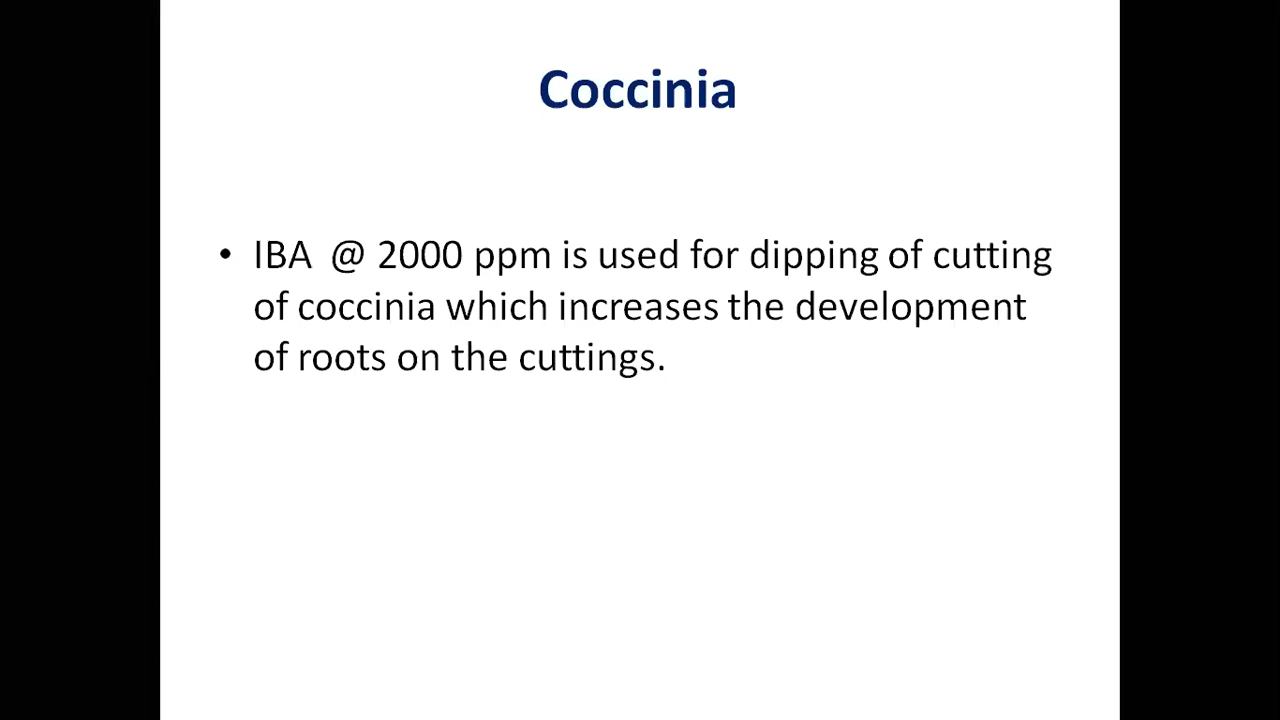 Coccinia
• IBA  @ 2000 ppm is used for dipping of cutting
of coccinia which increases the development
of roots on the cuttings.